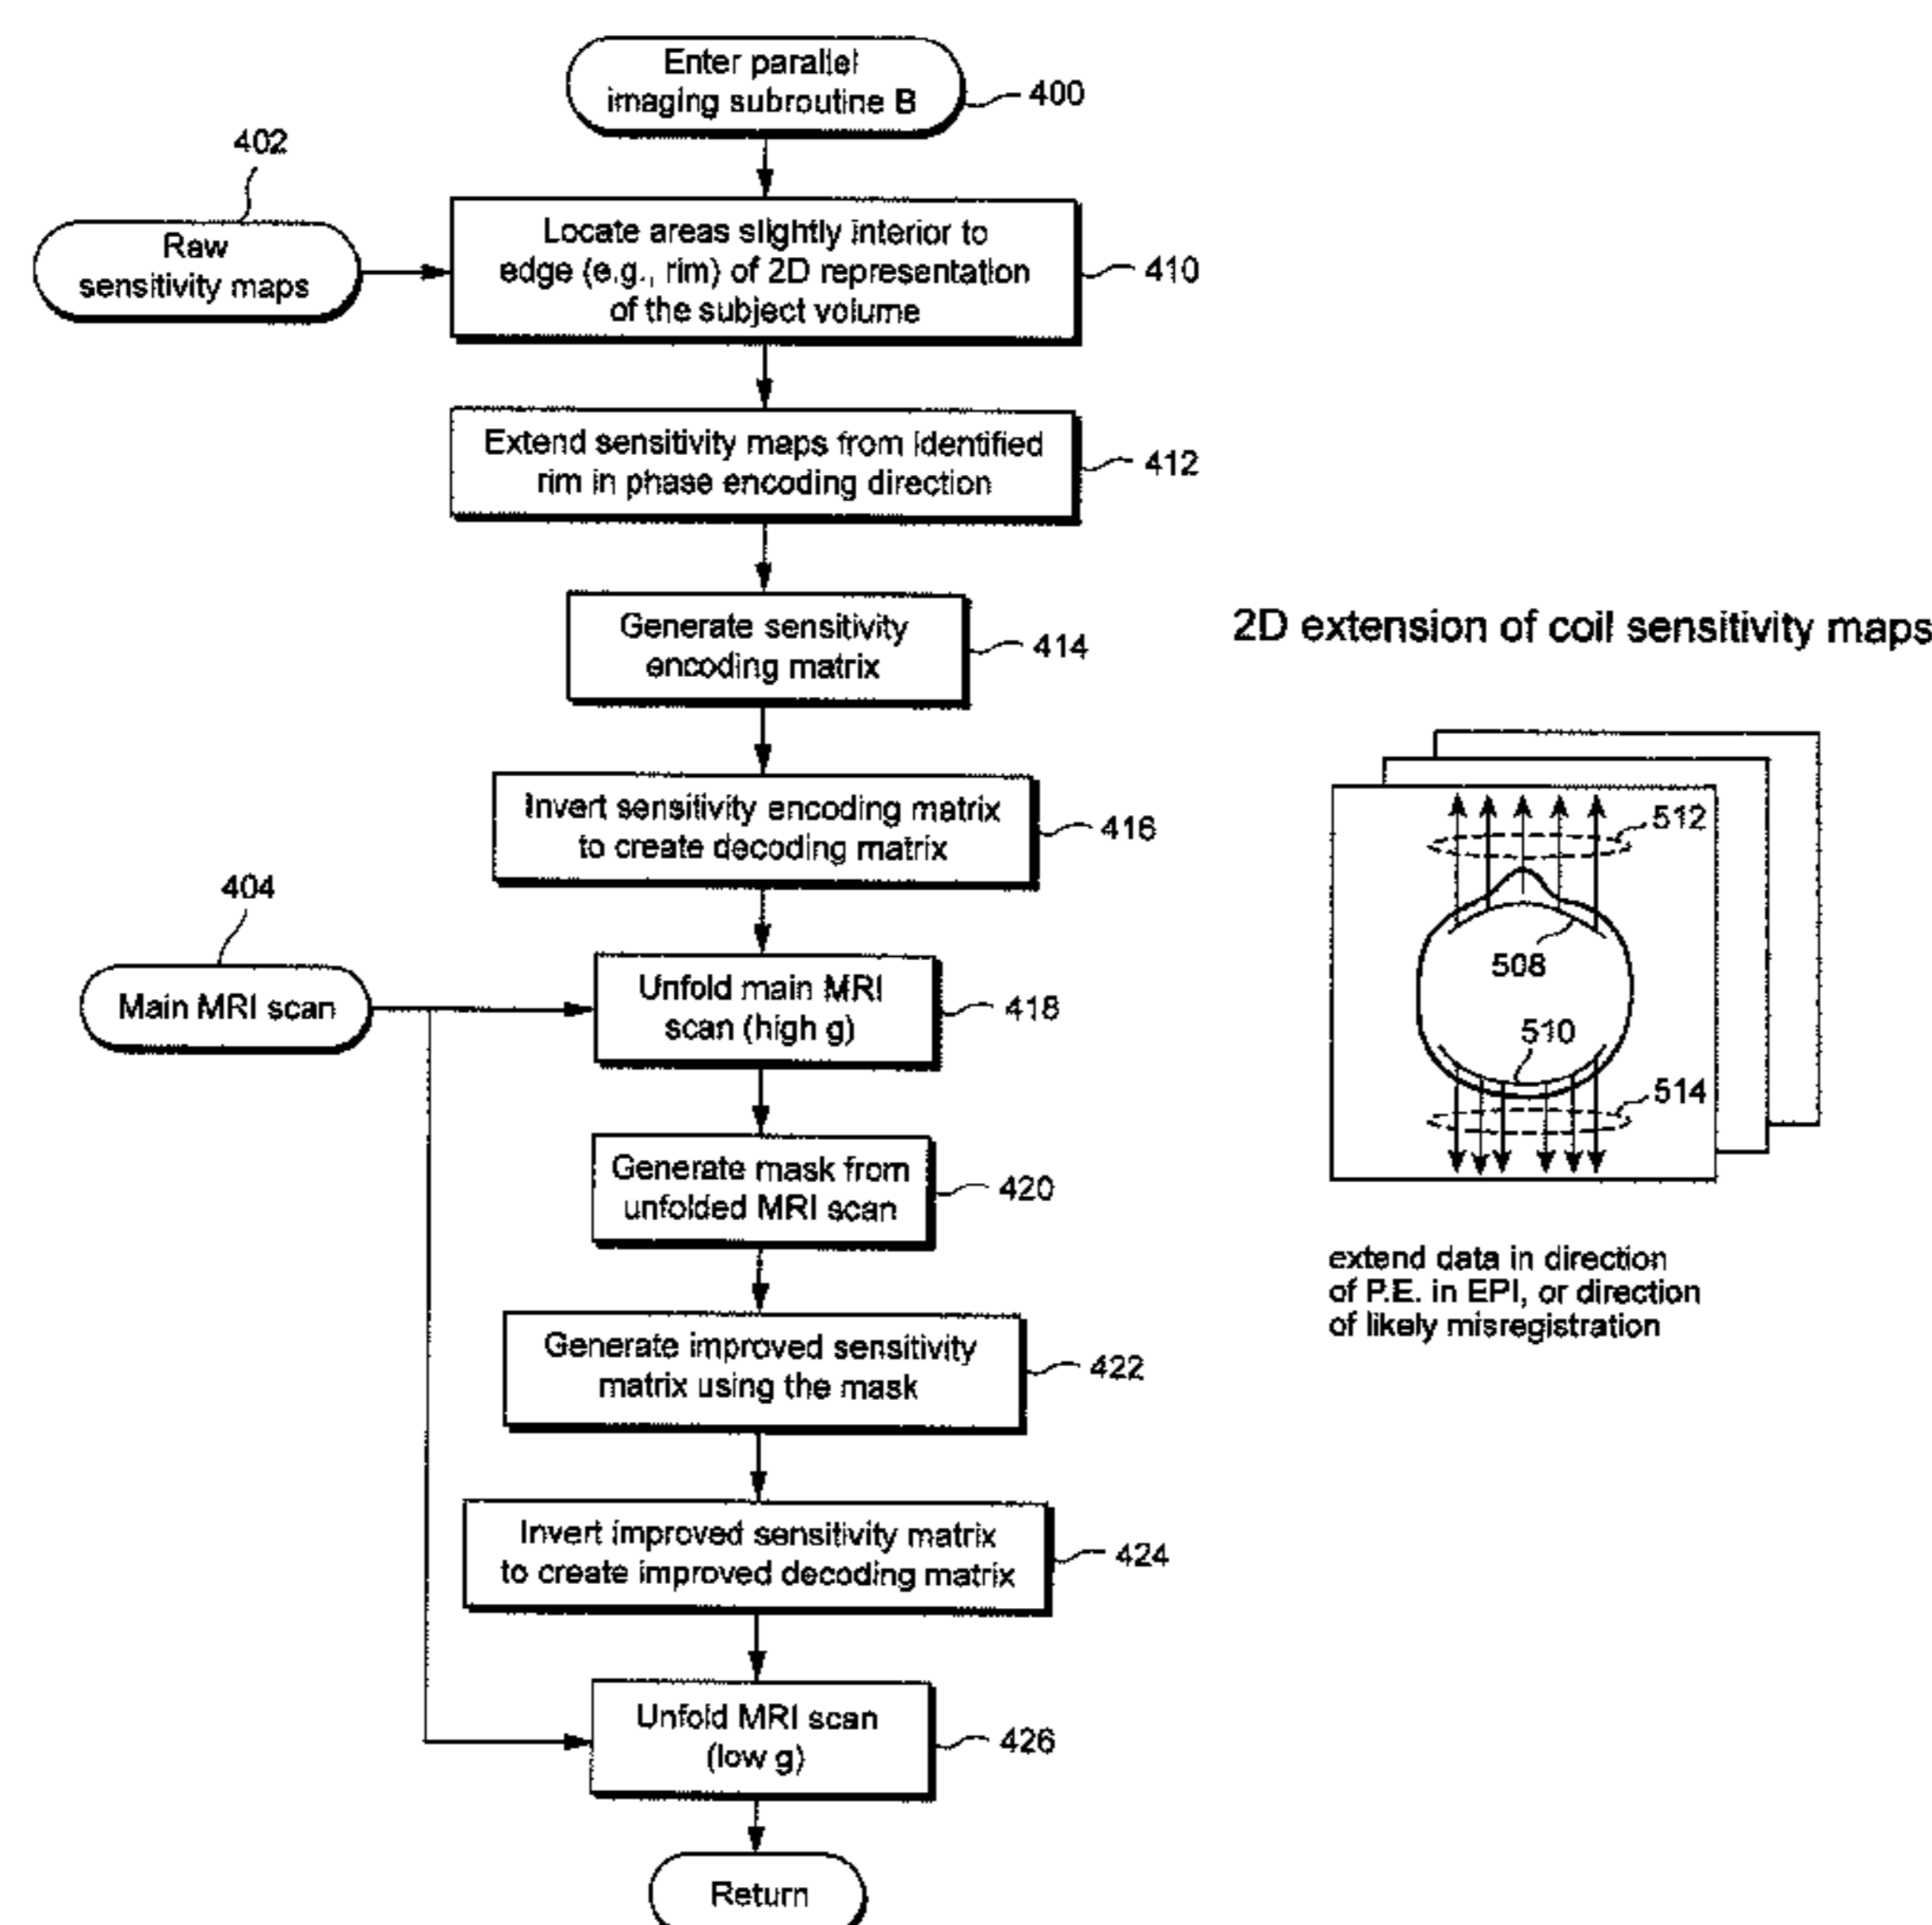 Enter parallel
imaging subroutine B
400
402
Raw
sensitivity maps
Locate areas slightly interior to
edge (e.g., rim) of 2D representation
of the subject volume
410
Extend sensitivity maps from identified
rim in phase encoding direction
412
Generate sensitivity
encoding matrix
414
Invert sensitivity encoding matrix
to create decoding matrix
416
404
Main MRI scan
Unfold main MRI
scan (high g)
418
Generate mask from
unfolded MRI scan
420
Generate improved sensitivity
matrix using the mask
422
Invert improved sensitivity matrix
to create improved decoding matrix
424
Unfold MRI scan
(low g)
426
Return
2D extension of coil sensitivity maps
512
508
510
514
extend data in direction
of P.E. in EPI, or direction
of likely misregistration